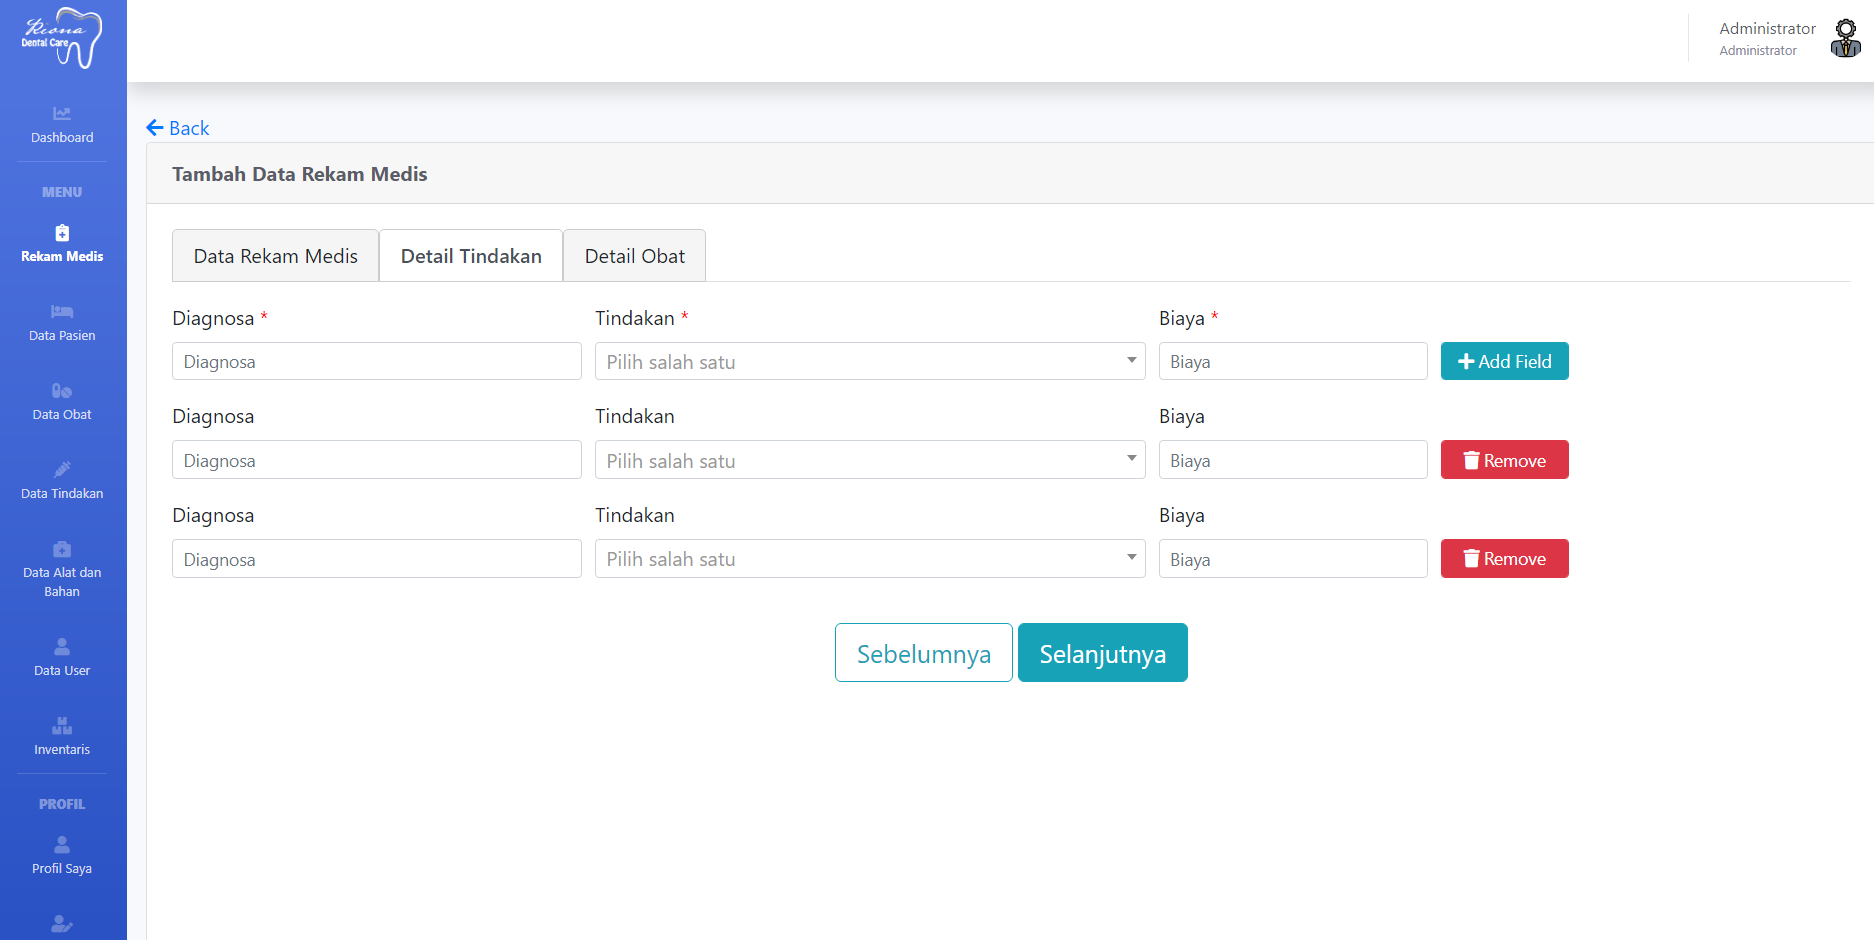 Riona
Dental Care
Dashboard
MENU
Rekam Medis
Data Pasien
Data Obat
Data Tindakan
Data Alat dan
Bahan
Data User
Inventaris
PROFIL
Profil Saya
Administrator
Administrator
Back
Tambah Data Rekam Medis
Data Rekam Medis Detail Tindakan Detail Obat
Diagnosa * Tindakan * Biaya *
Diagnosa Pilih salah satu Biaya Add Field
Diagnosa Tindakan Biaya
Diagnosa Pilih salah satu Biaya Remove
Diagnosa Tindakan Biaya
Diagnosa Pilih salah satu Biaya Remove
Sebelumnya Selanjutnya